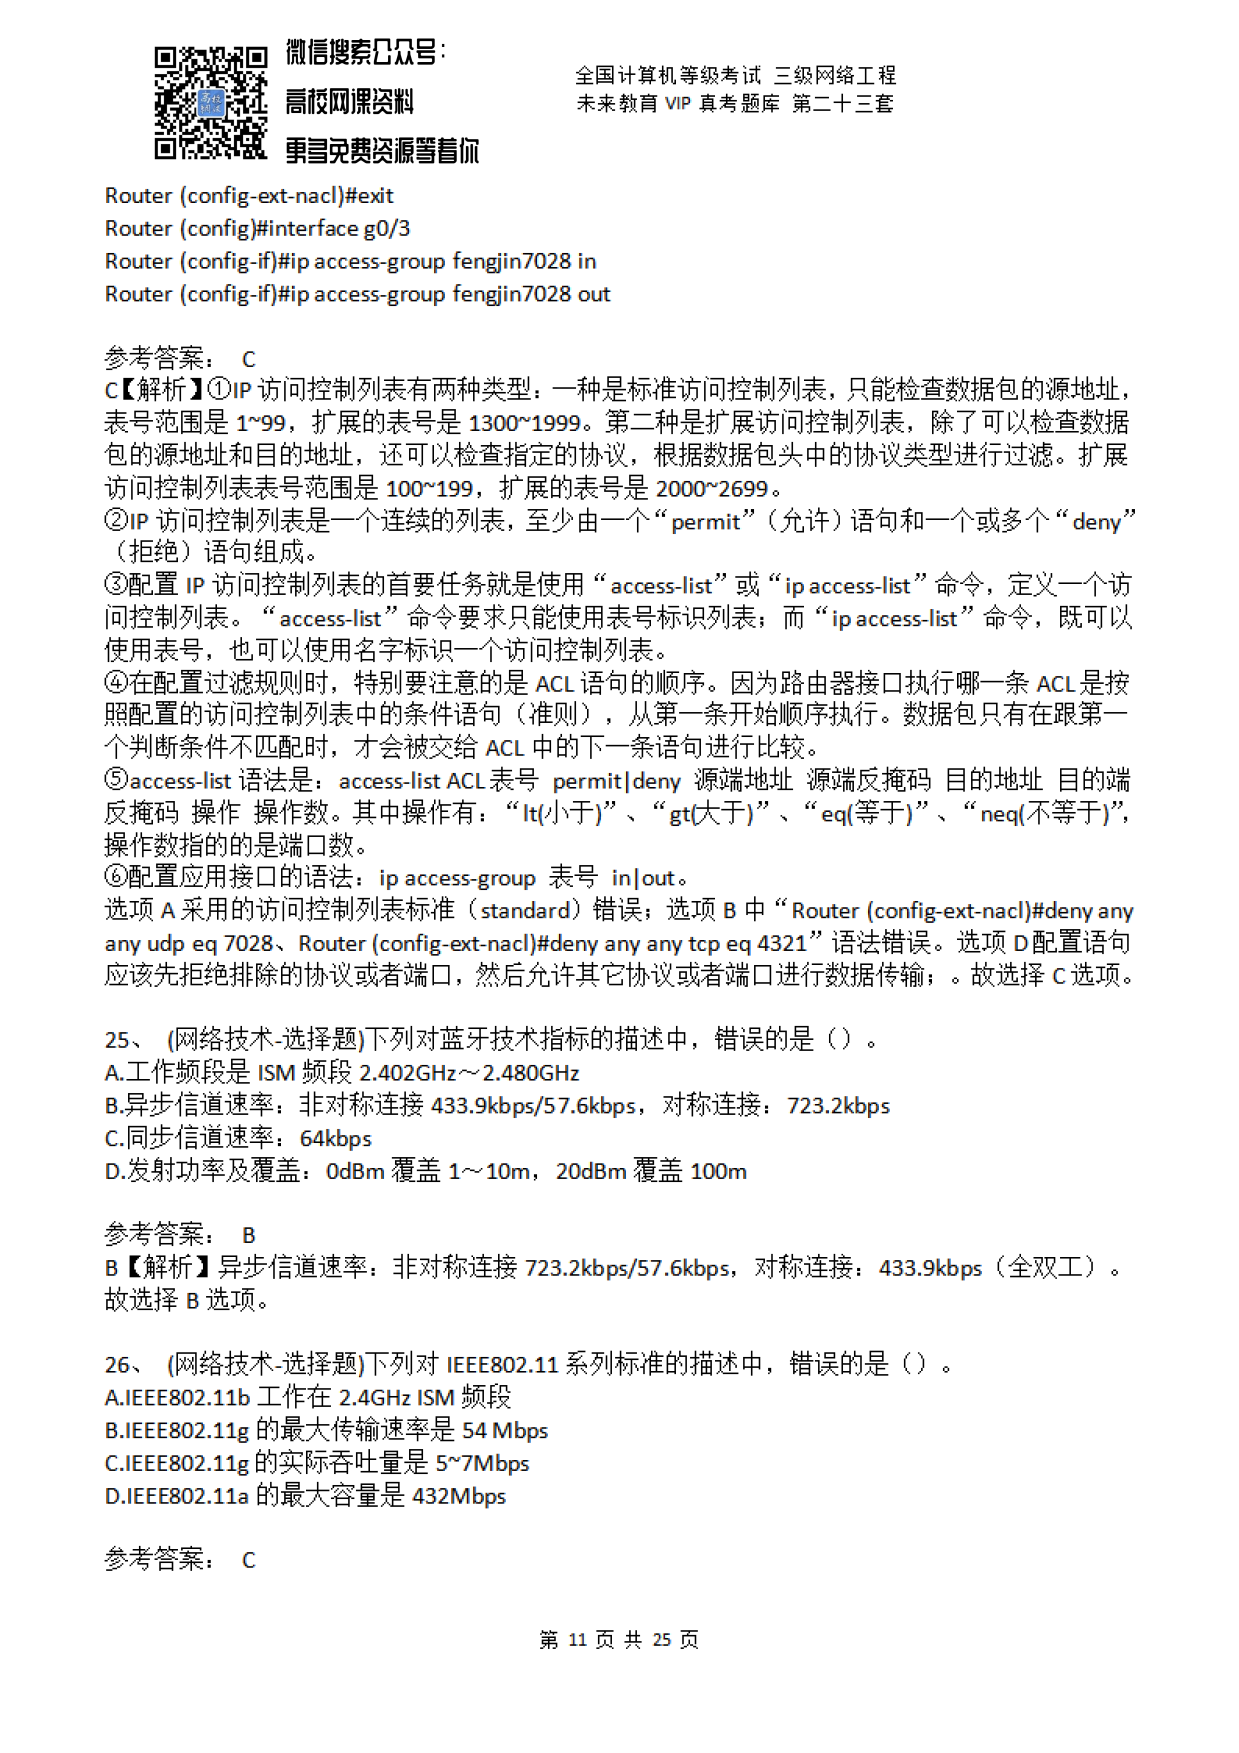 微信搜索公众号：
高校网课资料
更多免费资源等着你
全国计算机等级考试 三级网络工程
未来教育 VIP 真考题库 第二十三套
高校
网课
Router (config-ext-nacl)#exit
Router (config)#interface g0/3
Router (config-if)#ip access-group fengjin7028 in
Router (config-if)#ip access-group fengjin7028 out
参考答案： C
C【解析】①IP 访问控制列表有两种类型：一种是标准访问控制列表，只能检查数据包的源地址，
表号范围是 1~99，扩展的表号是 1300~1999。第二种是扩展访问控制列表，除了可以检查数据
包的源地址和目的地址，还可以检查指定的协议，根据数据包头中的协议类型进行过滤。扩展
访问控制列表表号范围是 100~199，扩展的表号是 2000~2699。
②IP 访问控制列表是一个连续的列表，至少由一个“permit”（允许）语句和一个或多个“deny”
（拒绝）语句组成。
③配置 IP 访问控制列表的首要任务就是使用“access-list”或“ip access-list”命令，定义一个访
问控制列表。“access-list”命令要求只能使用表号标识列表；而“ip access-list”命令，既可以
使用表号，也可以使用名字标识一个访问控制列表。
④在配置过滤规则时，特别要注意的是 ACL 语句的顺序。因为路由器接口执行哪一条 ACL 是按
照配置的访问控制列表中的条件语句（准则），从第一条开始顺序执行。数据包只有在跟第一
个判断条件不匹配时，才会被交给 ACL 中的下一条语句进行比较。
⑤access-list 语法是：access-list ACL 表号 permit|deny 源端地址 源端反掩码 目的地址 目的端
反掩码 操作 操作数。其中操作有：“lt(小于)”、“gt(大于)”、“eq(等于)”、“neq(不等于)”，
操作数指的的是端口数。
⑥配置应用接口的语法：ip access-group 表号 in|out。
选项 A 采用的访问控制列表标准（standard）错误；选项 B 中“Router (config-ext-nacl)#deny any
any udp eq 7028、Router (config-ext-nacl)#deny any any tcp eq 4321”语法错误。选项 D 配置语句
应该先拒绝排除的协议或者端口，然后允许其它协议或者端口进行数据传输；。故选择 C 选项。
25、 (网络技术-选择题)下列对蓝牙技术指标的描述中，错误的是（）。
A.工作频段是 ISM 频段 2.402GHz～2.480GHz
B.异步信道速率：非对称连接 433.9kbps/57.6kbps，对称连接：723.2kbps
C.同步信道速率：64kbps
D.发射功率及覆盖：0dBm 覆盖 1～10m，20dBm 覆盖 100m
参考答案： B
B【解析】异步信道速率：非对称连接 723.2kbps/57.6kbps，对称连接：433.9kbps（全双工）。
故选择 B 选项。
26、 (网络技术-选择题)下列对 IEEE802.11 系列标准的描述中，错误的是（）。
A.IEEE802.11b 工作在 2.4GHz ISM 频段
B.IEEE802.11g 的最大传输速率是 54 Mbps
C.IEEE802.11g 的实际吞吐量是 5~7Mbps
D.IEEE802.11a 的最大容量是 432Mbps
参考答案： C
第 11 页 共 25 页